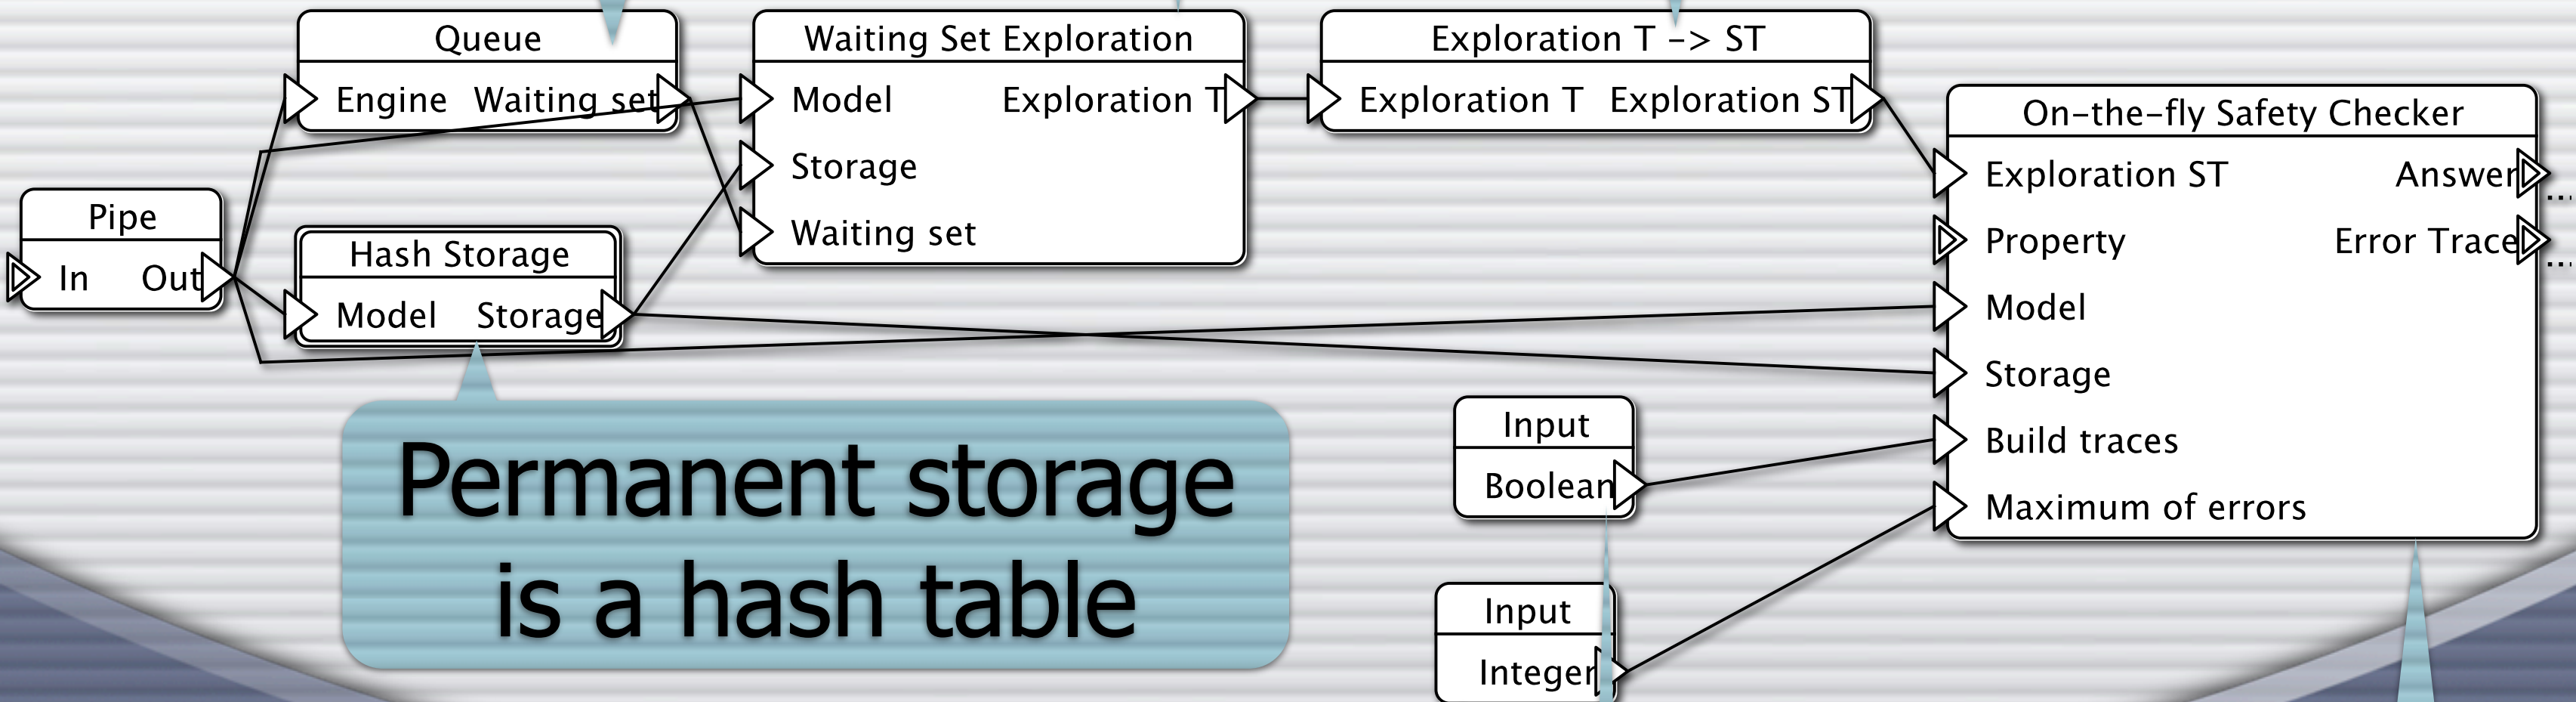 Queue
Engine Waiting set
Waiting Set Exploration
Model Exploration T
Storage
Waiting set
Exploration T -> ST
Exploration T Exploration ST
On-the-fly Safety Checker
Exploration ST Answer
...
Property Error Trace
...
Model
Storage
Build traces
Maximum of errors
Pipe
In Out
Hash Storage
Model Storage
Permanent storage
is a hash table
Input
Boolean
Input
Integer